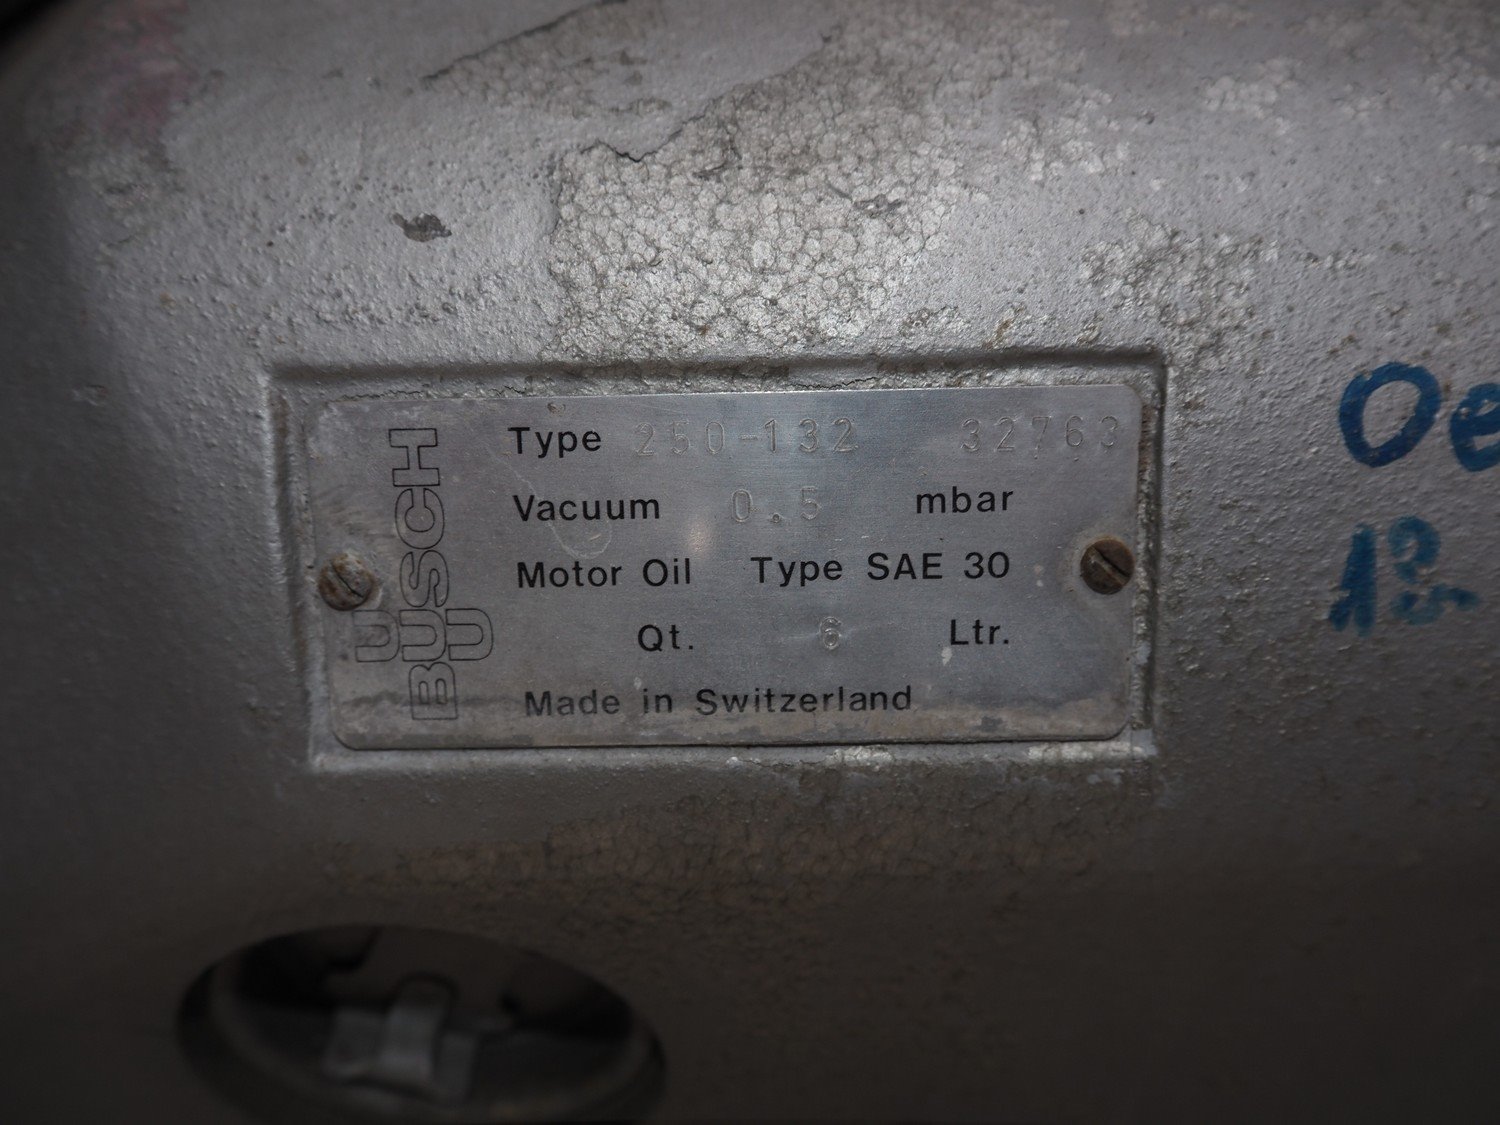 BUSCH
Type 250-132 32763
Vacuum 0.5 mbar
Motor Oil Type SAE 30
Qt. 6 Ltr.
Made in Switzerland
Oe